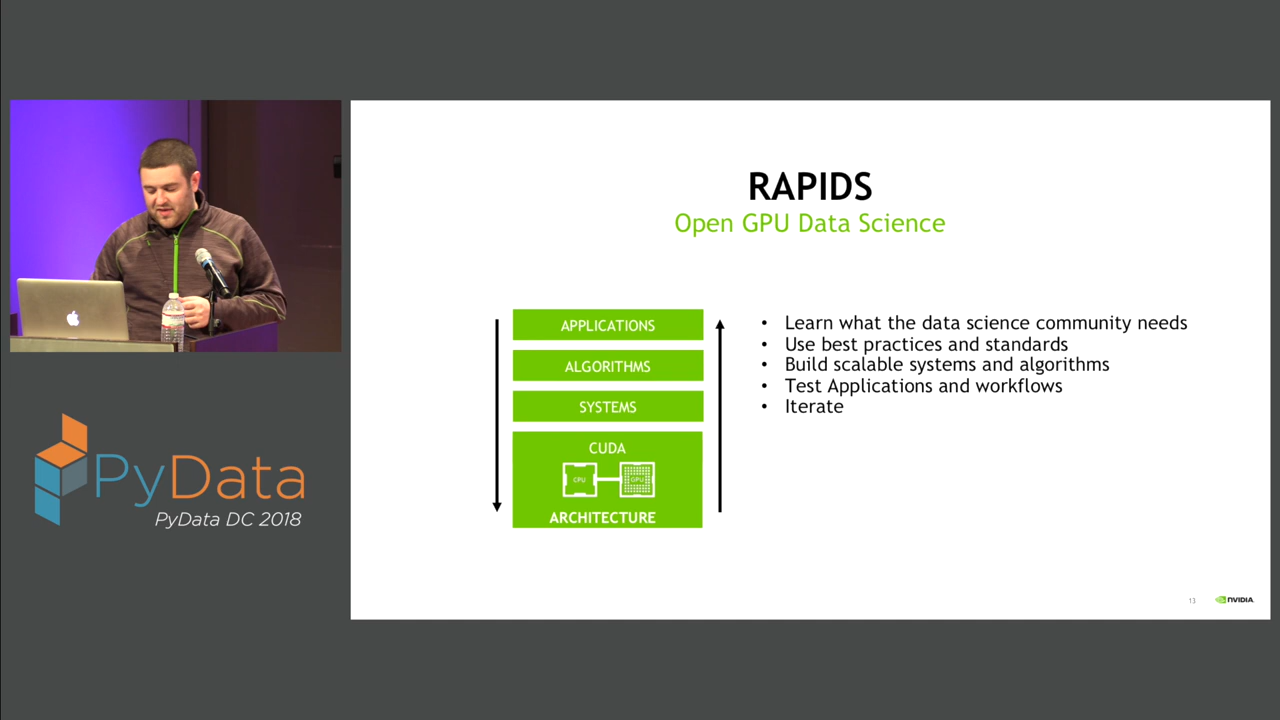 RAPIDS
Open GPU Data Science
APPLICATIONS
ALGORITHMS
SYSTEMS
CUDA
CPU
GPU
ARCHITECTURE
• Learn what the data science community needs
• Use best practices and standards
• Build scalable systems and algorithms
• Test Applications and workflows
• Iterate
PyData
PyData DC 2018
13
NVIDIA